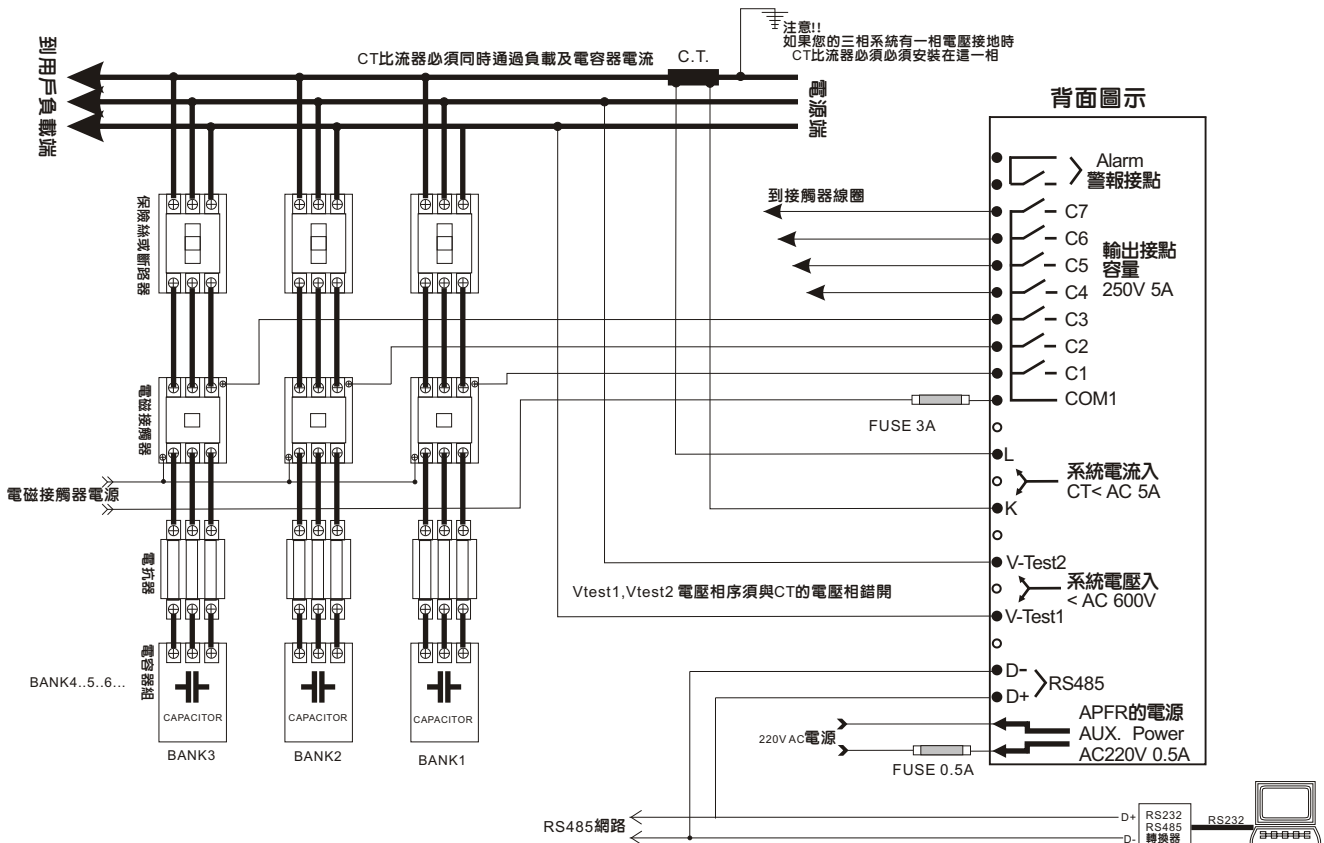 注意!!
如果您的三相系統有一相電壓接地時
CT比流器必須必須安裝在這一相
CT比流器必須同時通過負載及電容器電流
C.T.
到用戶負載端
電源端
背面圖示
Alarm
警報接點
到接觸器線圈
C7
C6
C5
C4
C3
C2
C1
COM1
輸出接點
容量
250V 5A
保險絲或斷路器
電磁接觸器
FUSE 3A
L
系統電流入
CT< AC 5A
K
電磁接觸器電源
電抗器
V-Test2
系統電壓入
< AC 600V
V-Test1
Vtest1,Vtest2 電壓相序須與CT的電壓相錯開
電容器組
BANK4..5..6...
CAPACITOR
CAPACITOR
CAPACITOR
BANK3
BANK2
BANK1
D-
D+
RS485
APFR的電源
AUX. Power
AC220V 0.5A
220V AC電源
FUSE 0.5A
RS485網路
D+
D-
RS232
RS485
轉換器
RS232